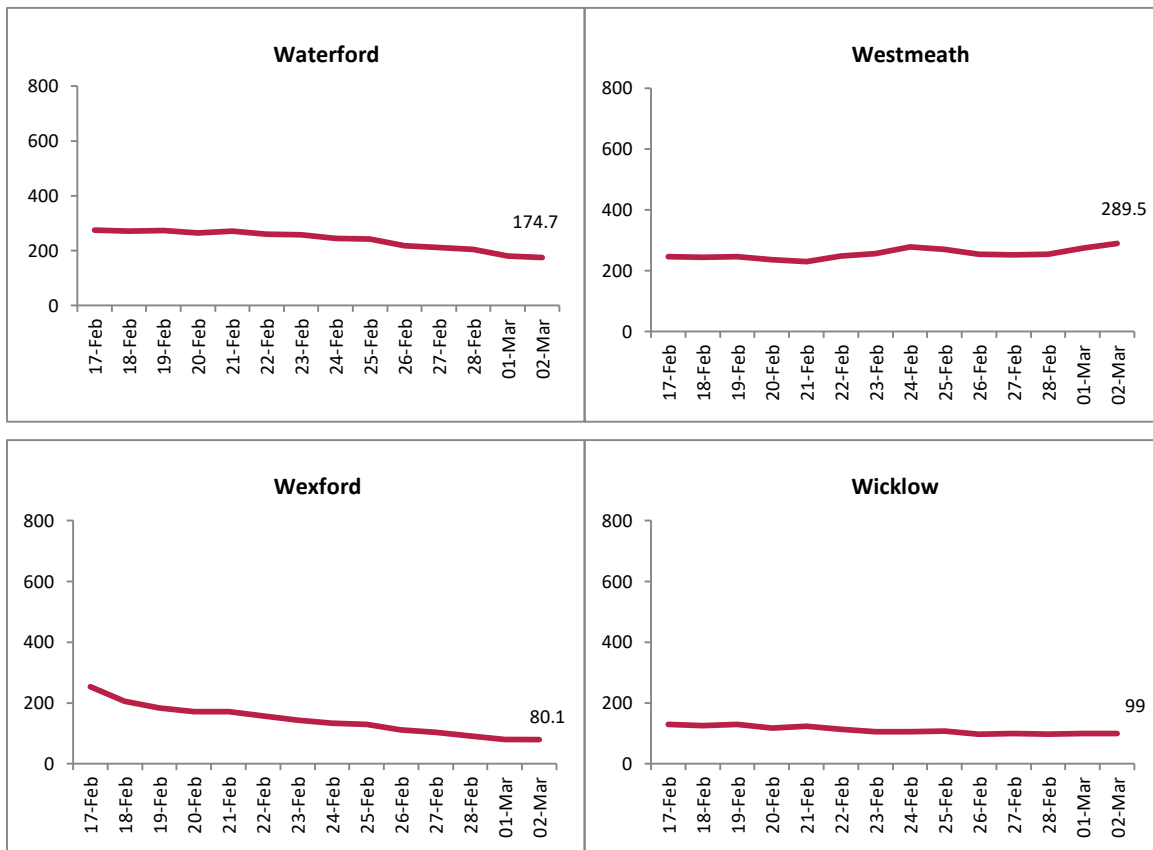 Waterford
800
600
400
200
0
174.7
17-Feb
18-Feb
19-Feb
20-Feb
21-Feb
22-Feb
23-Feb
24-Feb
25-Feb
26-Feb
27-Feb
28-Feb
01-Mar
02-Mar
Westmeath
800
600
400
200
0
289.5
17-Feb
18-Feb
19-Feb
20-Feb
21-Feb
22-Feb
23-Feb
24-Feb
25-Feb
26-Feb
27-Feb
28-Feb
01-Mar
02-Mar
Wexford
800
600
400
200
0
80.1
17-Feb
18-Feb
19-Feb
20-Feb
21-Feb
22-Feb
23-Feb
24-Feb
25-Feb
26-Feb
27-Feb
28-Feb
01-Mar
02-Mar
Wicklow
800
600
400
200
0
99
17-Feb
18-Feb
19-Feb
20-Feb
21-Feb
22-Feb
23-Feb
24-Feb
25-Feb
26-Feb
27-Feb
28-Feb
01-Mar
02-Mar